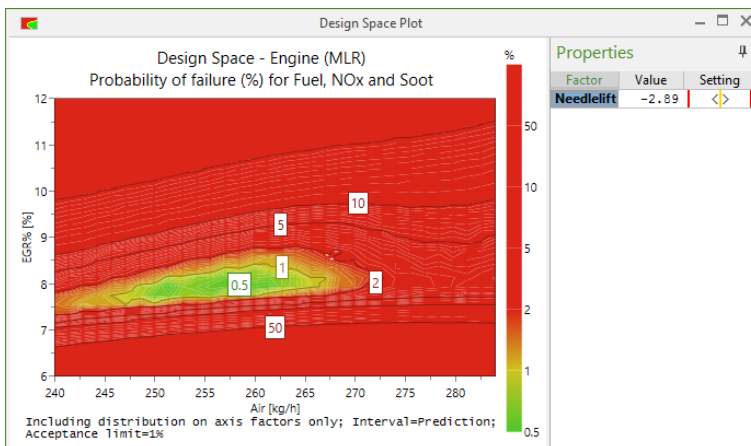 Design Space Plot
Design Space - Engine (MLR)
Probability of failure (%) for Fuel, NOx and Soot
%
12
11
10
9
8
7
6
EGR% [%]
10
5
1
0.5
2
50
50
10
5
2
1
0.5
240 245 250 255 260 265 270 275 280
Air [kg/h]
Including distribution on axis factors only; Interval=Prediction;
Acceptance limit=1%
Properties
Factor Value Setting
Needlelift -2.89